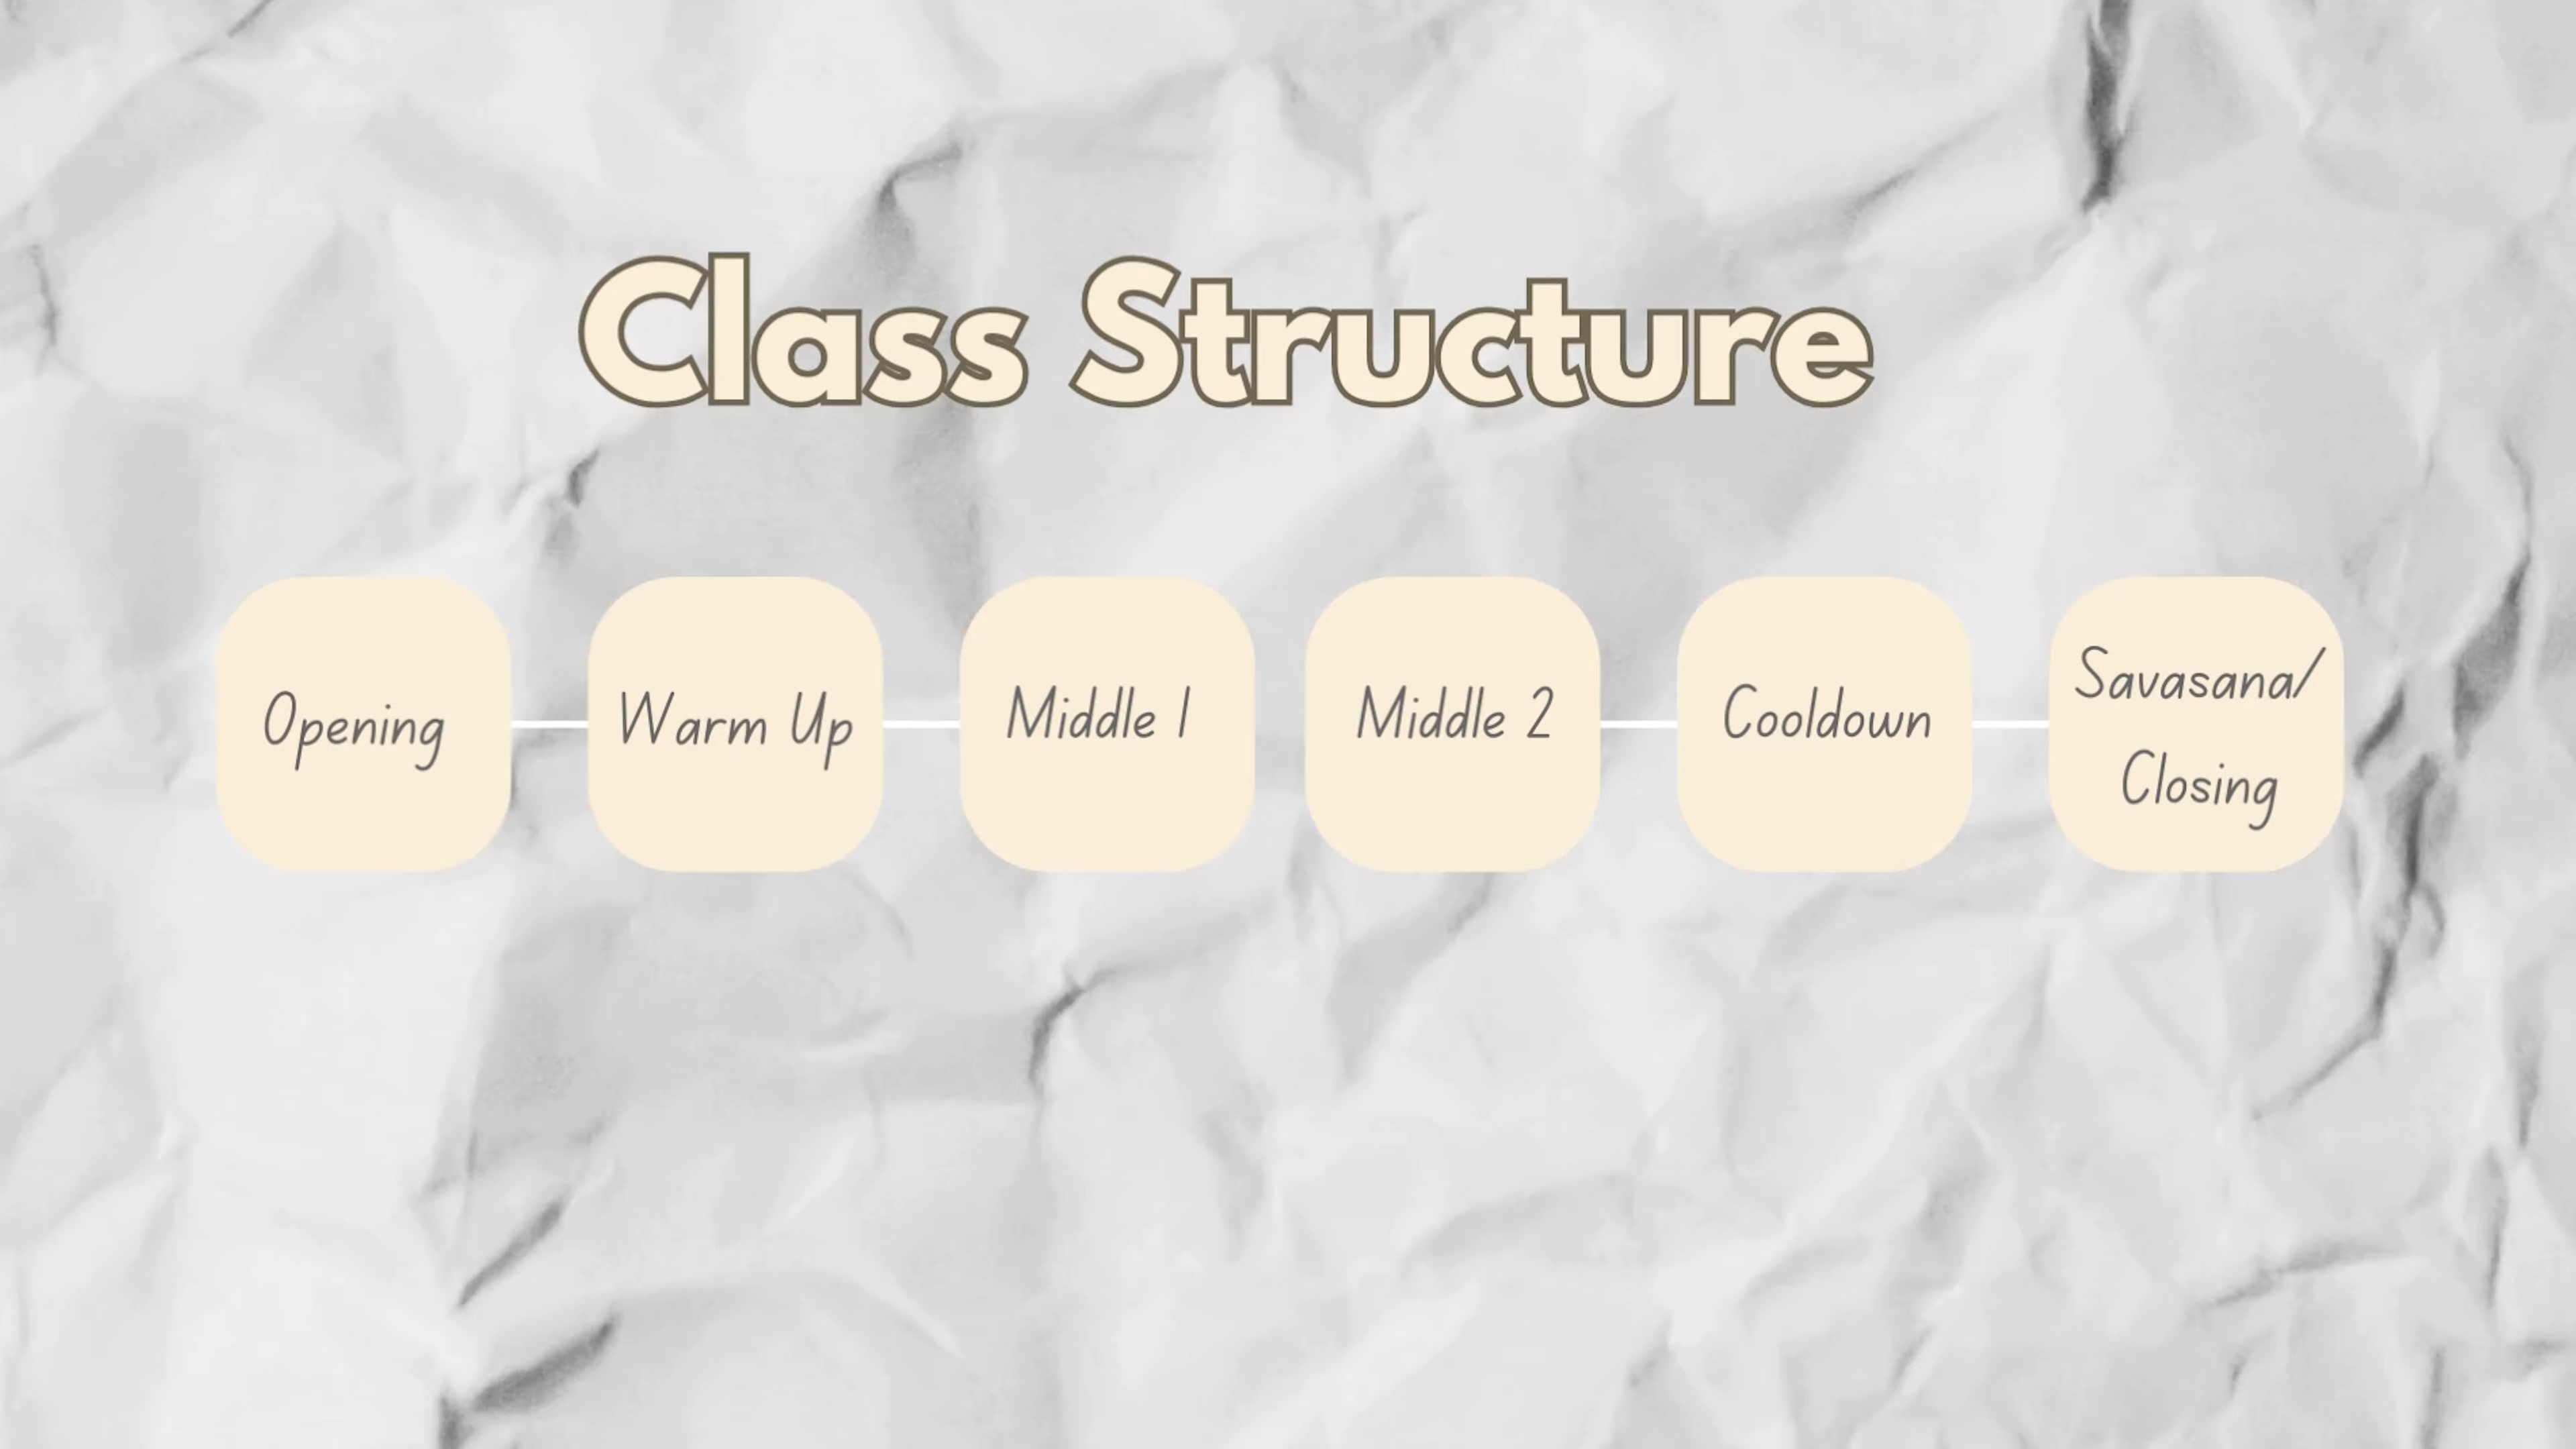 Class Structure
Opening
Warm Up
Middle 1
Middle 2
Cooldown
Savasana/
Closing